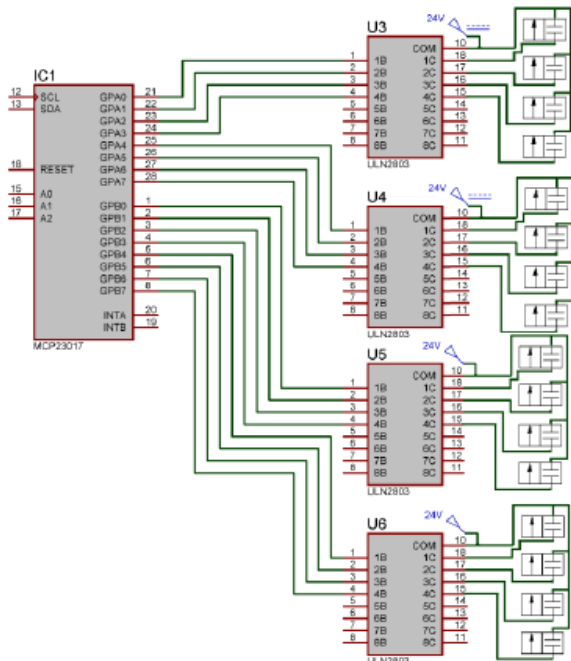 IC1
12 SCL GPA0 21
13 SDA GPA1 22
GPA2 23
GPA3 24
GPA4 25
GPA5 26
18 RESET GPA6 27
GPA7 28
15 A0
16 A1 GPB0 1
17 A2 GPB1 2
GPB2 3
GPB3 4
GPB4 5
GPB5 6
GPB6 7
GPB7 8
INTA 20
INTB 19
MCP23017
24V
U3
COM 10
1 1B 1C 18
2 2B 2C 17
3 3B 3C 16
4 4B 4C 15
5 5B 5C 14
6 6B 6C 13
7 7B 7C 12
8 8B 8C 11
ULN2803
24V
U4
COM 10
1 1B 1C 18
2 2B 2C 17
3 3B 3C 16
4 4B 4C 15
5 5B 5C 14
6 6B 6C 13
7 7B 7C 12
8 8B 8C 11
ULN2803
24V
U5
COM 10
1 1B 1C 18
2 2B 2C 17
3 3B 3C 16
4 4B 4C 15
5 5B 5C 14
6 6B 6C 13
7 7B 7C 12
8 8B 8C 11
ULN2803
24V
U6
COM 10
1 1B 1C 18
2 2B 2C 17
3 3B 3C 16
4 4B 4C 15
5 5B 5C 14
6 6B 6C 13
7 7B 7C 12
8 8B 8C 11
ULN2803